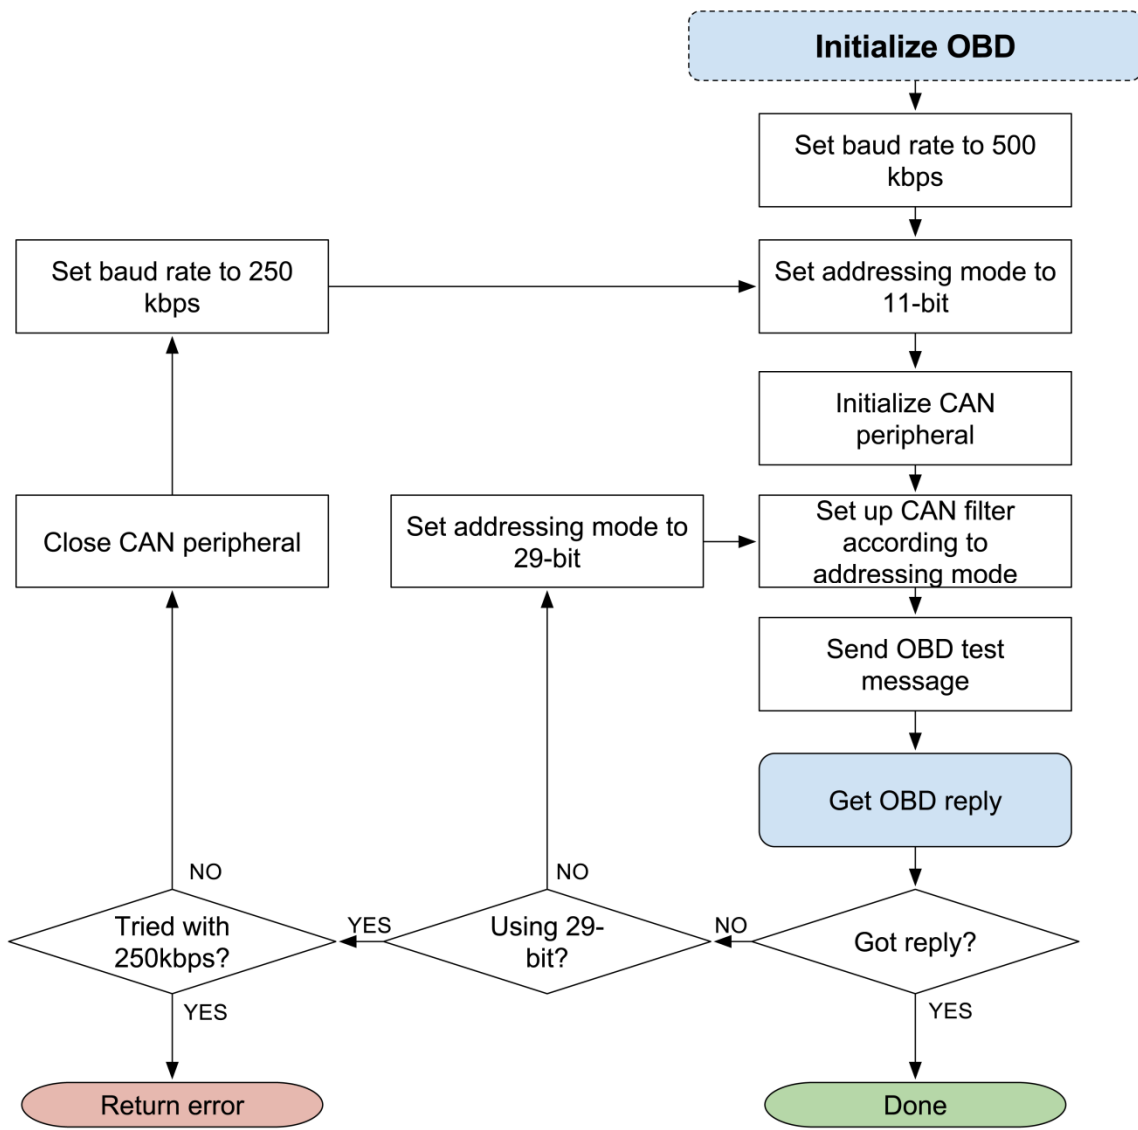 Initialize OBD
Set baud rate to 500
kbps
Set baud rate to 250
kbps
Set addressing mode to
11-bit
Initialize CAN
peripheral
Close CAN peripheral
Set addressing mode to
29-bit
Set up CAN filter
according to
addressing mode
Send OBD test
message
Get OBD reply
NO
NO
Tried with
250kbps?
YES
Using 29-
bit?
NO
Got reply?
YES
YES
Return error
Done